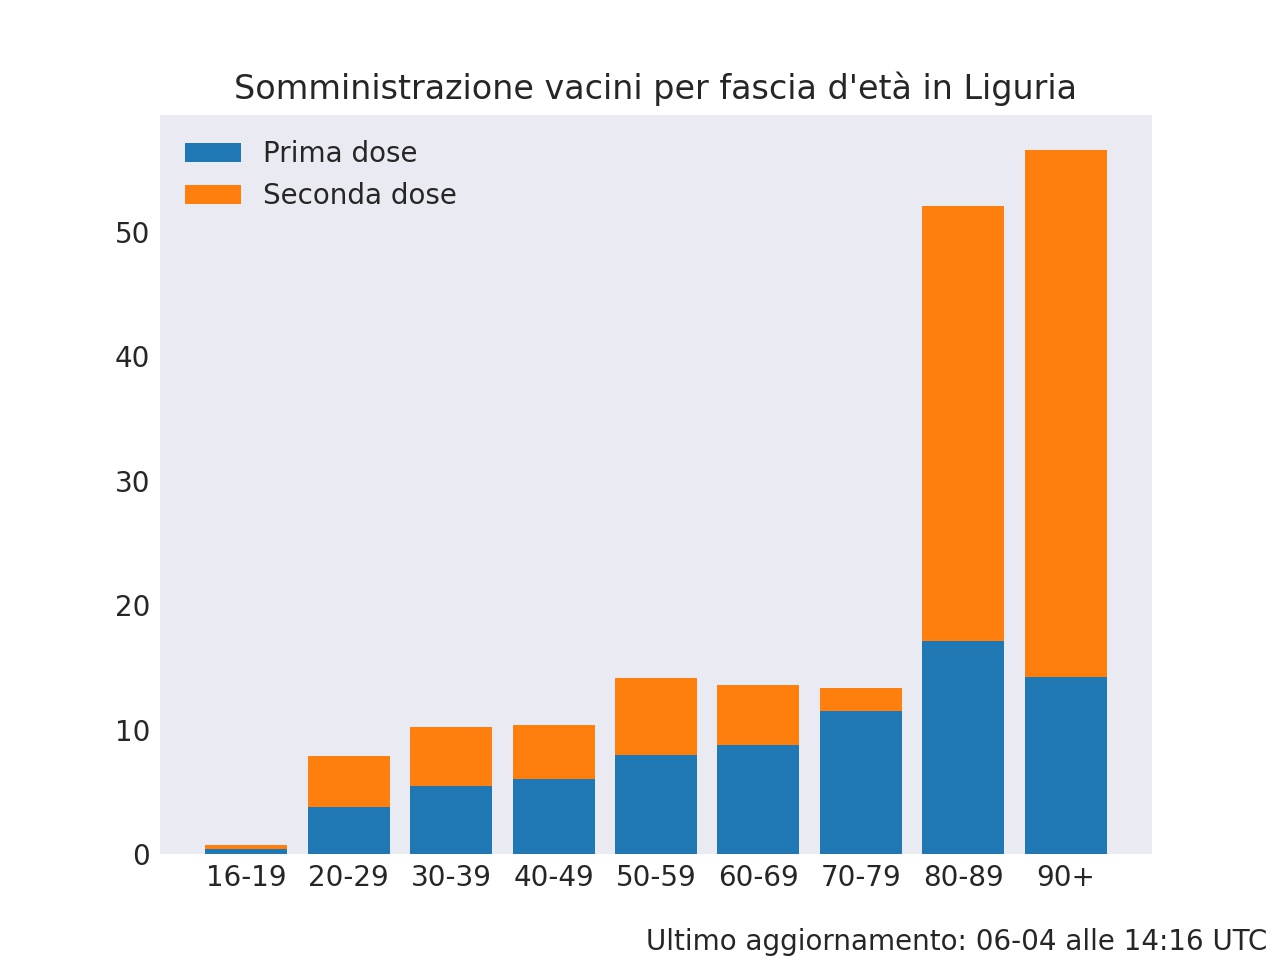 Somministrazione vacini per fascia d'età in Liguria
Prima dose
Seconda dose
50
40
30
20
10
0
16-19 20-29 30-39 40-49 50-59 60-69 70-79 80-89 90+
Ultimo aggiornamento: 06-04 alle 14:16 UTC